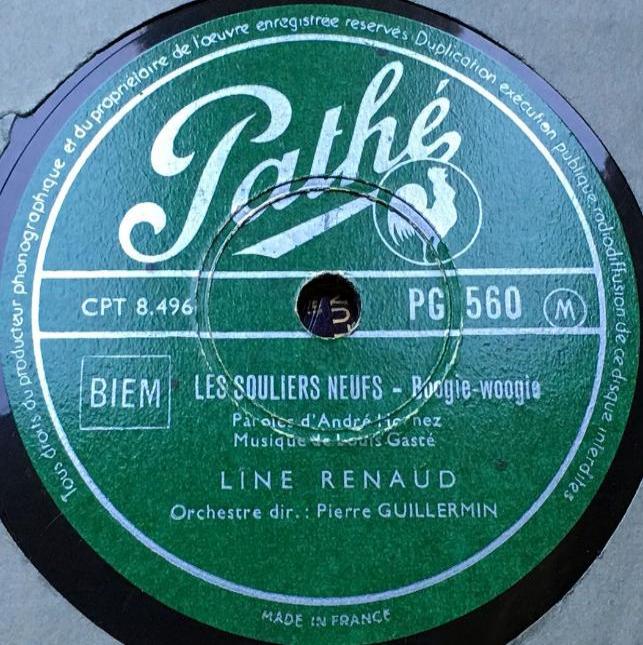 Tous droits du producteur phonographique et du propriétaire de l'œuvre enregistrée reservés Duplication exécution publique radiodiffusion de ce disque interdites
Pathé
CPT 8.496
PG 560 M
BIEM
LES SOULIERS NEUFS - Boogie-woogie
Paroles d'André Hornez
Musique de Louis Gasté
LINE RENAUD
Orchestre dir.: Pierre GUILLERMIN
MADE IN FRANCE